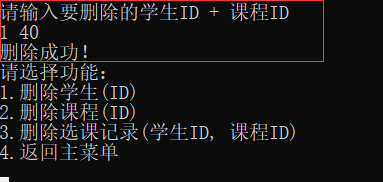 请输入要删除的学生ID + 课程ID
1 40
删除成功！
请选择功能：
1.删除学生(ID)
2.删除课程(ID)
3.删除选课记录(学生ID, 课程ID)
4.返回主菜单